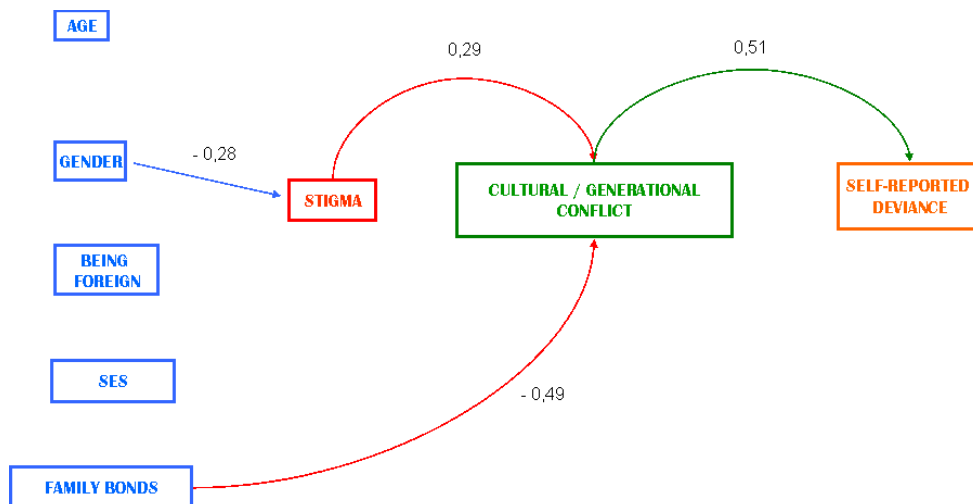 AGE
0,29
0,51
GENDER
- 0,28
STIGMA
CULTURAL / GENERATIONAL
CONFLICT
SELF-REPORTED
DEVIANCE
BEING
FOREIGN
SES
- 0,49
FAMILY BONDS